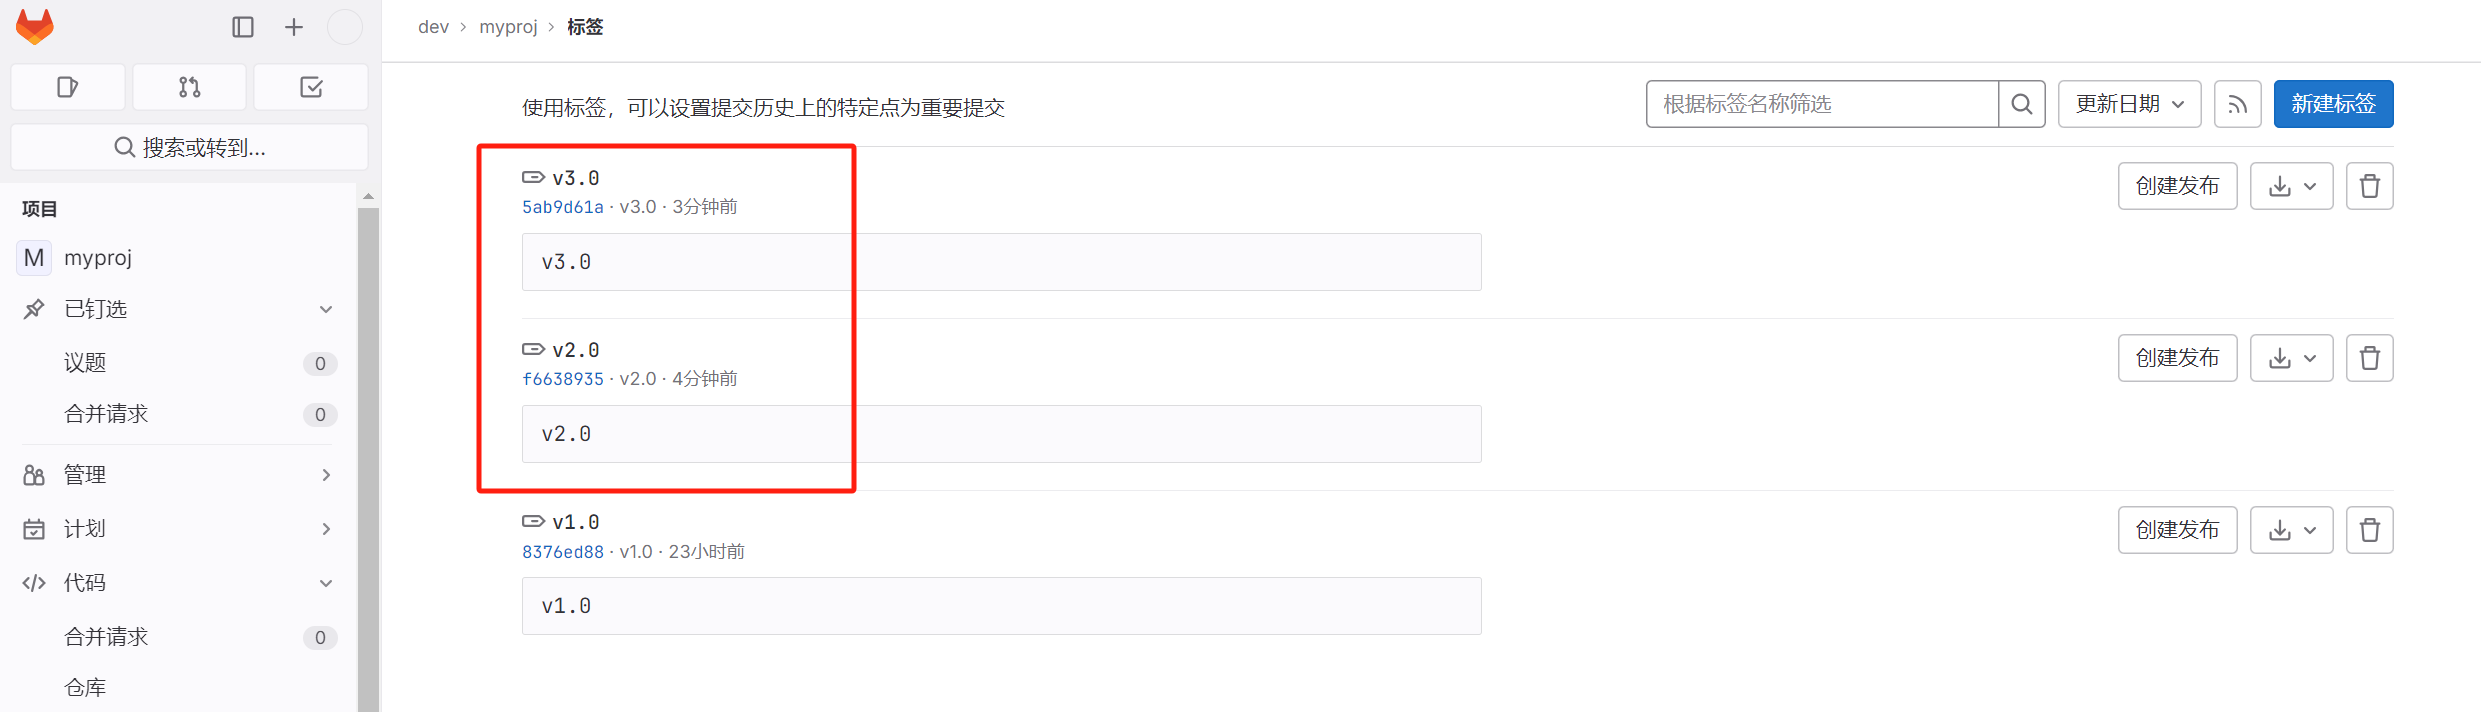 dev › myproj › 标签
搜索或转到...
项目
M myproj
已钉选
议题 0
合并请求 0
管理
计划
代码
合并请求 0
仓库
使用标签，可以设置提交历史上的特定点为重要提交
根据标签名称筛选
更新日期
新建标签
v3.0
5ab9d61a · v3.0 · 3分钟前
v3.0
创建发布
v2.0
f6638935 · v2.0 · 4分钟前
v2.0
创建发布
v1.0
8376ed88 · v1.0 · 23小时前
v1.0
创建发布